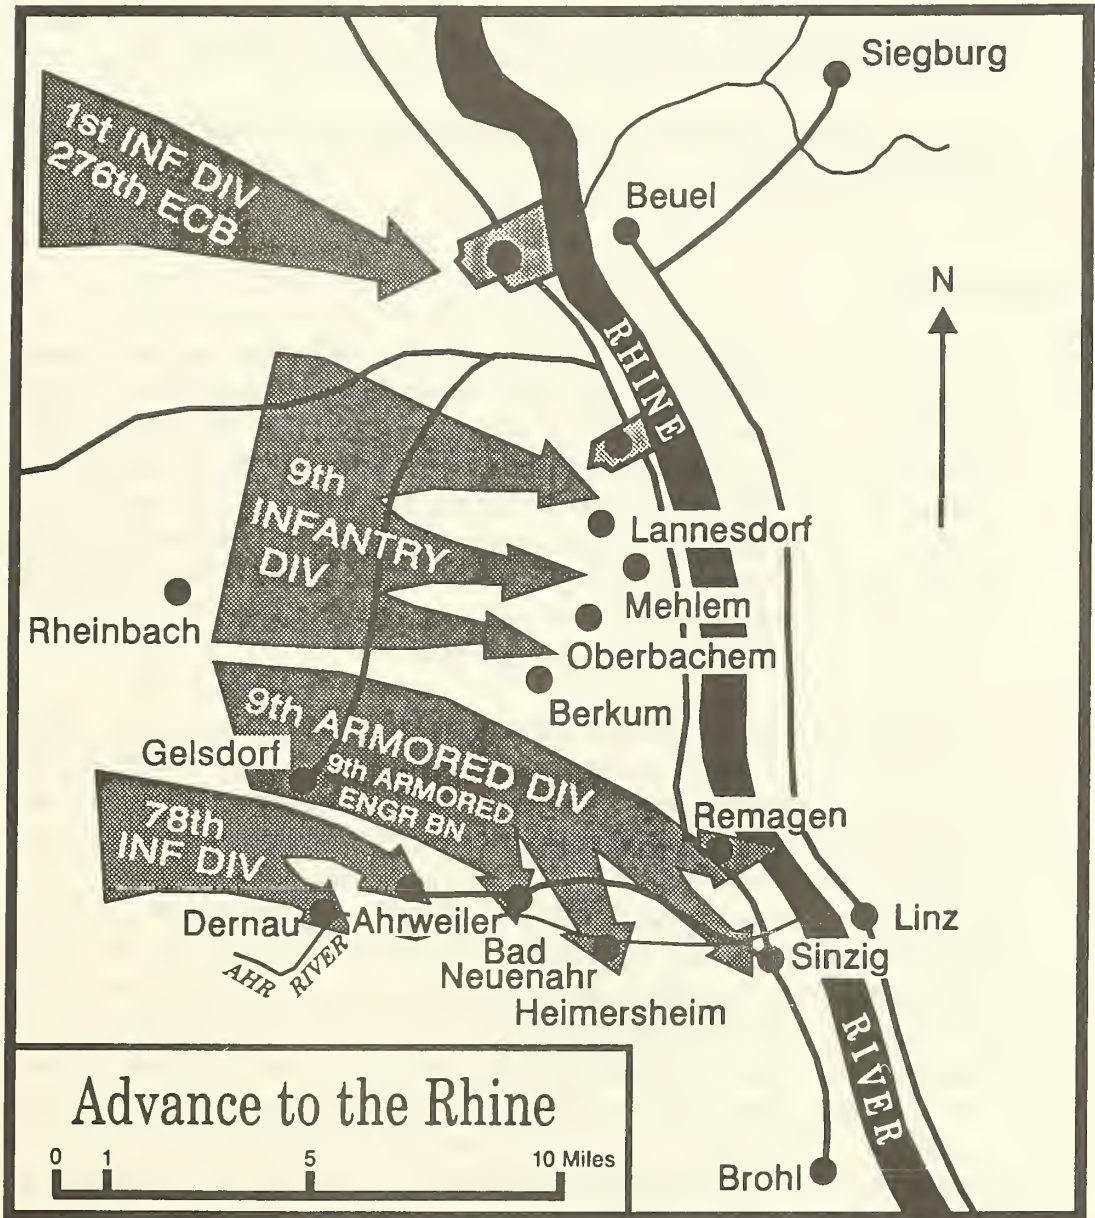 Siegburg
1st INF DIV
276th ECB
Beuel
N
RHINE
9th
INFANTRY
DIV
Lannesdorf
Mehlem
Rheinbach
Oberbachem
Berkum
9th ARMORED DIV
9th ARMORED
ENGR BN
Gelsdorf
78th
INF DIV
Remagen
Dernau
Ahrweiler
Linz
Bad
Neuenahr
Sinzig
AHR RIVER
Heimersheim
RIVER
Advance to the Rhine
0 1 5 10 Miles
Brohl